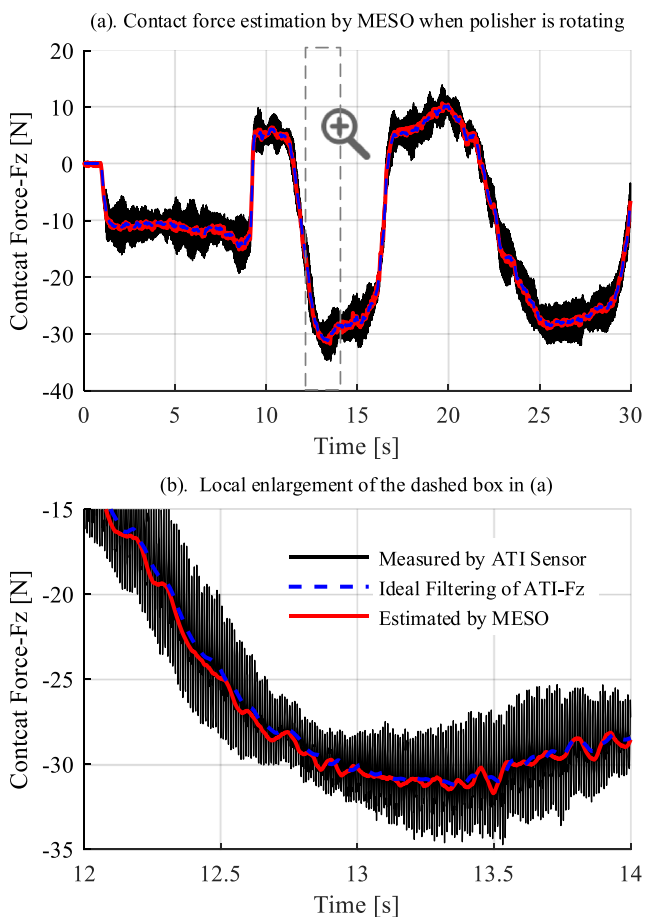 (a). Contact force estimation by MESO when polisher is rotating
20
10
0
-10
-20
-30
-40
Contcat Force-Fz [N]
0 5 10 15 20 25 30
Time [s]
(b). Local enlargement of the dashed box in (a)
-15
-20
-25
-30
-35
Contcat Force-Fz [N]
Measured by ATI Sensor
Ideal Filtering of ATI-Fz
Estimated by MESO
12 12.5 13 13.5 14
Time [s]